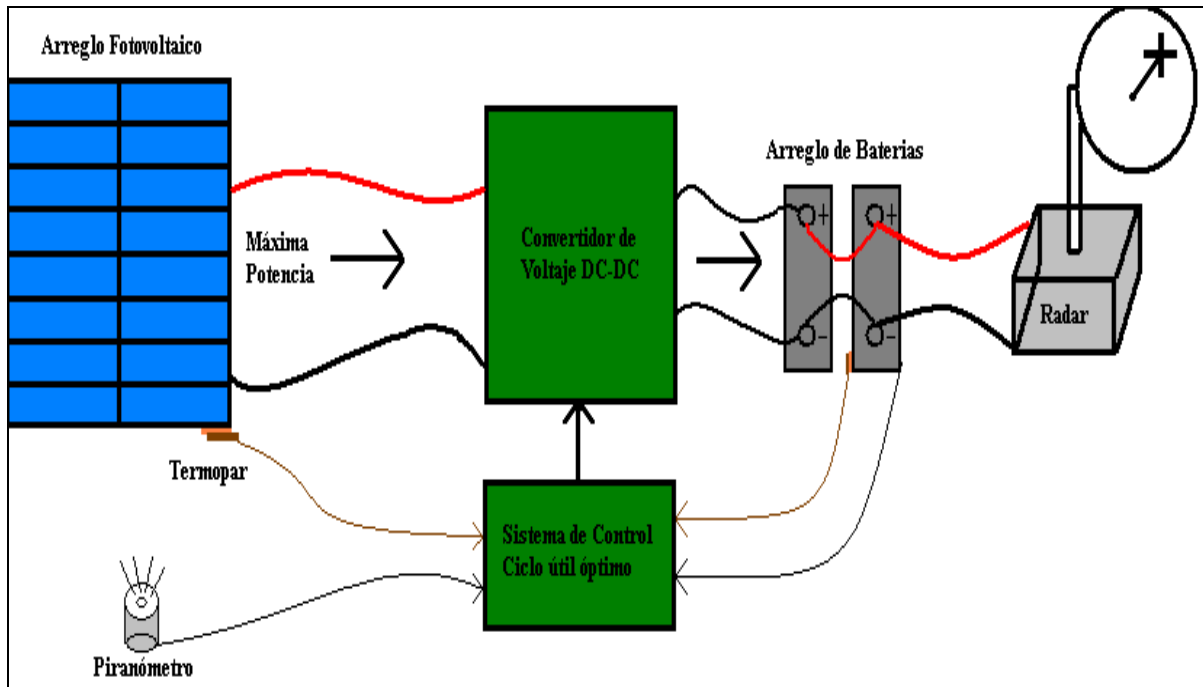 Arreglo Fotovoltaico
Máxima
Potencia
Convertidor de
Voltaje DC-DC
Arreglo de Baterias
+
+
-
-
Radar
Termopar
Sistema de Control
Ciclo útil óptimo
Piranómetro